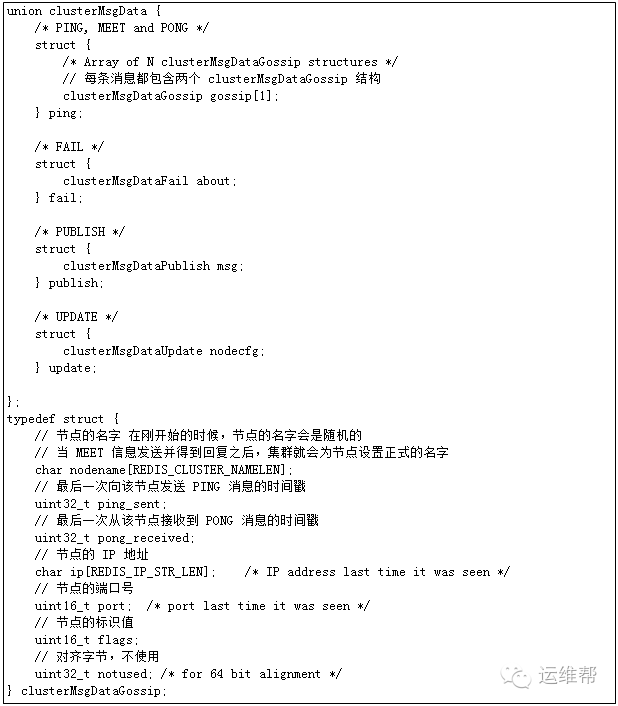 union clusterMsgData {
    /* PING, MEET and PONG */
    struct {
        /* Array of N clusterMsgDataGossip structures */
        // 每条消息都包含两个 clusterMsgDataGossip 结构
        clusterMsgDataGossip gossip[1];
    } ping;

    /* FAIL */
    struct {
        clusterMsgDataFail about;
    } fail;

    /* PUBLISH */
    struct {
        clusterMsgDataPublish msg;
    } publish;

    /* UPDATE */
    struct {
        clusterMsgDataUpdate nodecfg;
    } update;

};
typedef struct {
    // 节点的名字 在刚开始的时候，节点的名字会是随机的
    // 当 MEET 信息发送并得到回复之后，集群就会为节点设置正式的名字
    char nodename[REDIS_CLUSTER_NAMELEN];
    // 最后一次向该节点发送 PING 消息的时间戳
    uint32_t ping_sent;
    // 最后一次从该节点接收到 PONG 消息的时间戳
    uint32_t pong_received;
    // 节点的 IP 地址
    char ip[REDIS_IP_STR_LEN];    /* IP address last time it was seen */
    // 节点的端口号
    uint16_t port;  /* port last time it was seen */
    // 节点的标识值
    uint16_t flags;
    // 对齐字节，不使用
    uint32_t notused; /* for 64 bit alignment */
} clusterMsgDataGossip;
运维帮